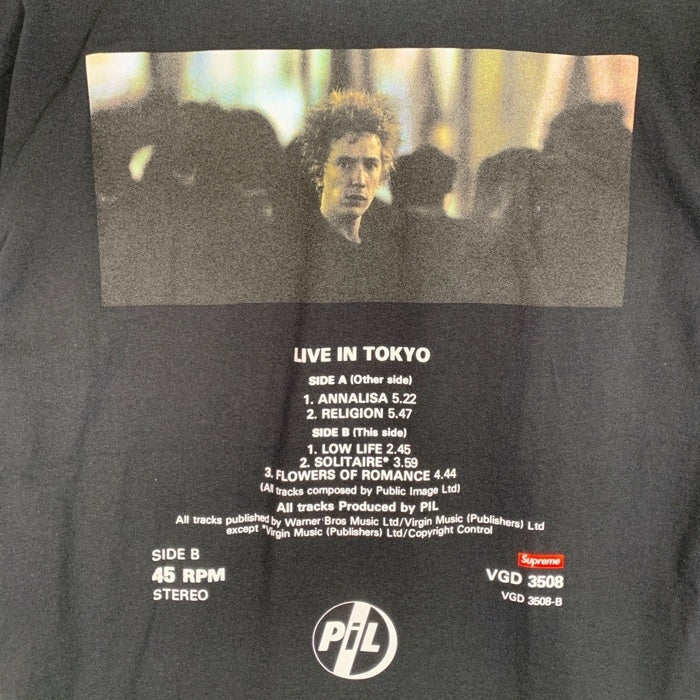 LIVE IN TOKYO
SIDE A (Other side)
1. ANNALISA 5.22
2. RELIGION 5.47
SIDE B (This side)
1. LOW LIFE 2.45
2. SOLITAIRE* 3.59
3. FLOWERS OF ROMANCE 4.44
(All tracks composed by Public Image Ltd)
All tracks Produced by PIL
All tracks published by Warner Bros Music Ltd/Virgin Music (Publishers) Ltd
except *Virgin Music (Publishers) Ltd/Copyright Control
SIDE B
45 RPM
STEREO
Supreme
VGD 3508
VGD 3508-B
PiL